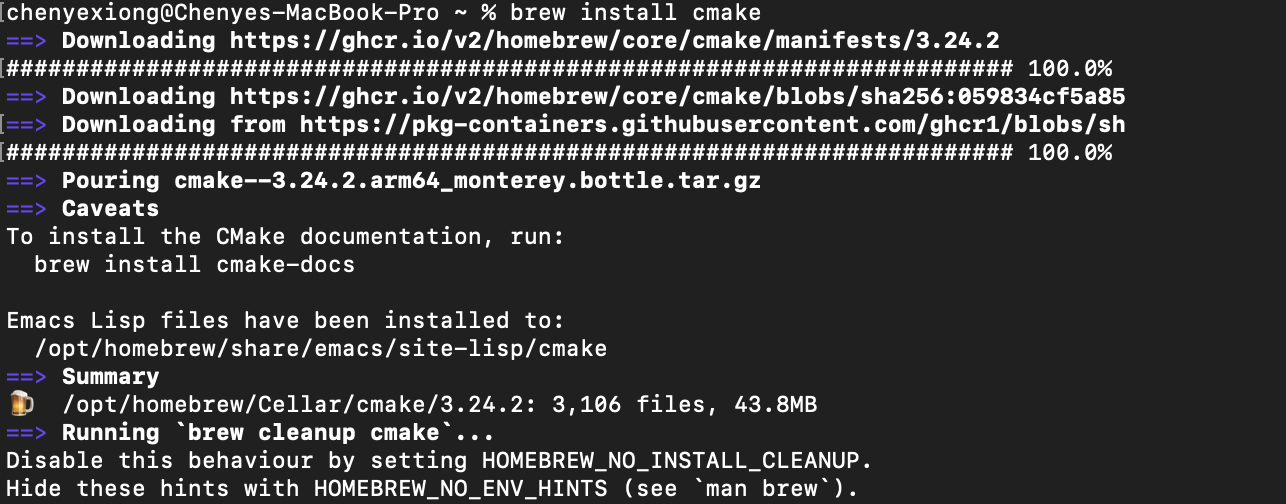 chenyexiong@Chenyes-MacBook-Pro ~ % brew install cmake
==> Downloading https://ghcr.io/v2/homebrew/core/cmake/manifests/3.24.2
######################################################################## 100.0%
==> Downloading https://ghcr.io/v2/homebrew/core/cmake/blobs/sha256:059834cf5a85
==> Downloading from https://pkg-containers.githubusercontent.com/ghcr1/blobs/sh
######################################################################## 100.0%
==> Pouring cmake--3.24.2.arm64_monterey.bottle.tar.gz
==> Caveats
To install the CMake documentation, run:
  brew install cmake-docs

Emacs Lisp files have been installed to:
  /opt/homebrew/share/emacs/site-lisp/cmake
==> Summary
🍺  /opt/homebrew/Cellar/cmake/3.24.2: 3,106 files, 43.8MB
==> Running `brew cleanup cmake`...
Disable this behaviour by setting HOMEBREW_NO_INSTALL_CLEANUP.
Hide these hints with HOMEBREW_NO_ENV_HINTS (see `man brew`).